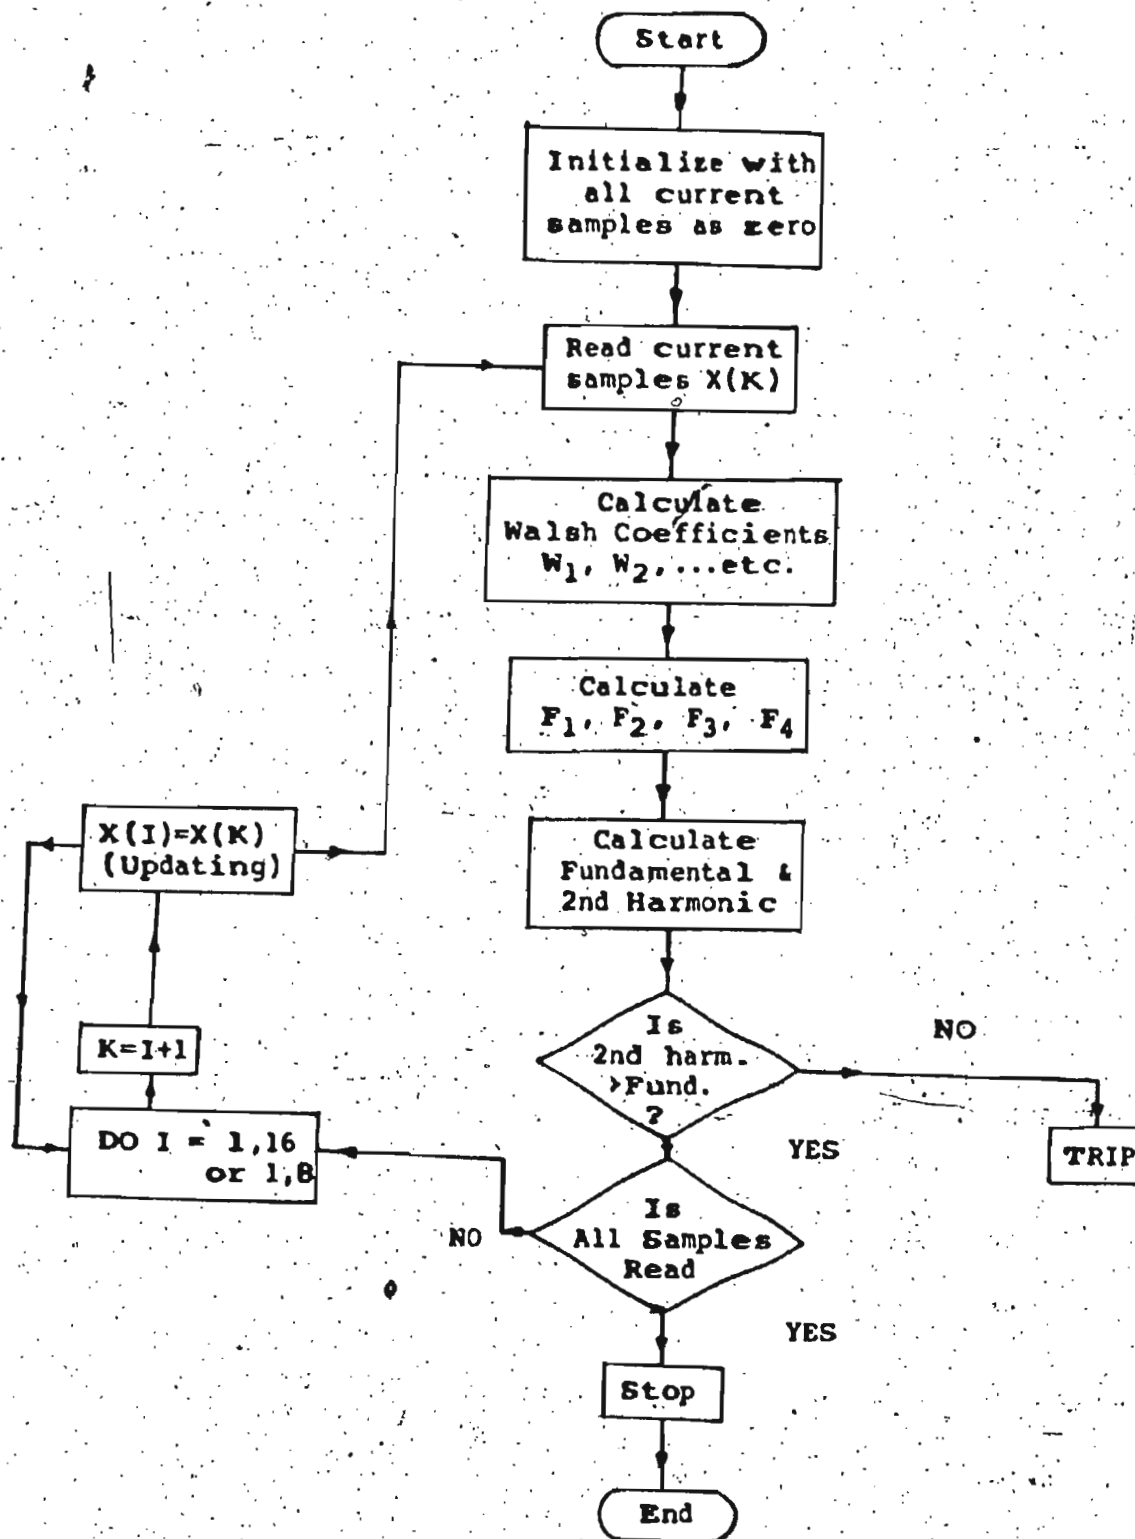 Start
Initialize with
all current
samples as zero
Read current
samples X(K)
Calculate
Walsh Coefficients
W₁, W₂,...etc.
Calculate
F₁, F₂, F₃, F₄
Calculate
Fundamental &
2nd Harmonic
X(I)=X(K)
(Updating)
K=I+1
DO I = 1,16
or 1,8
Is
2nd harm.
>Fund.
?
NO
YES
TRIP
Is
All Samples
Read
NO
YES
Stop
End